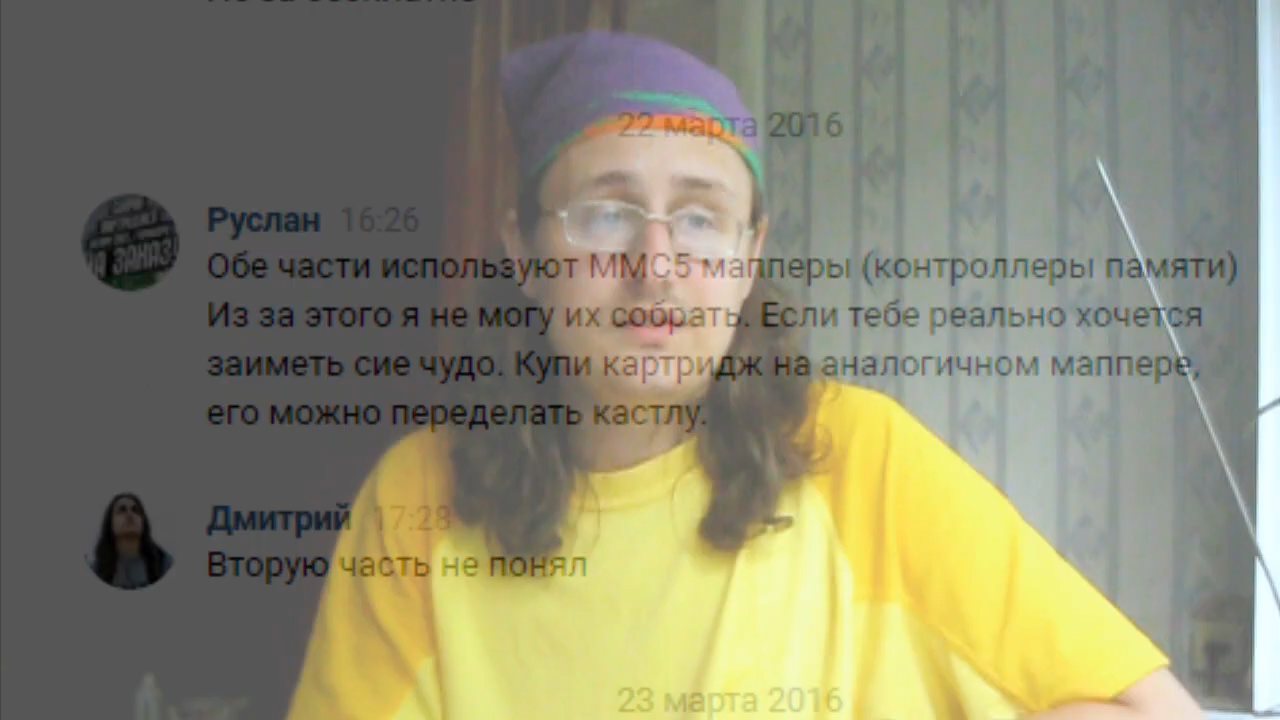 22 марта 2016
Руслан 16:26
Обе части используют MMC5 мапперы (контроллеры памяти)
Из за этого я не могу их собрать. Если тебе реально хочется
заиметь сие чудо. Купи картридж на аналогичном маппере,
его можно переделать кастлу.
Дмитрий 17:28
Вторую часть не понял
23 марта 2016